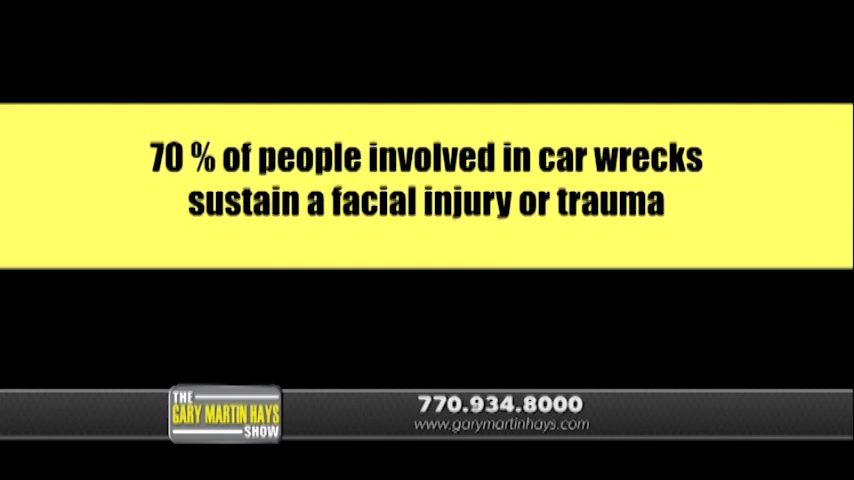 70 % of people involved in car wrecks
sustain a facial injury or trauma
THE
GARY MARTIN HAYS
SHOW
770.934.8000
www.garymartinhays.com